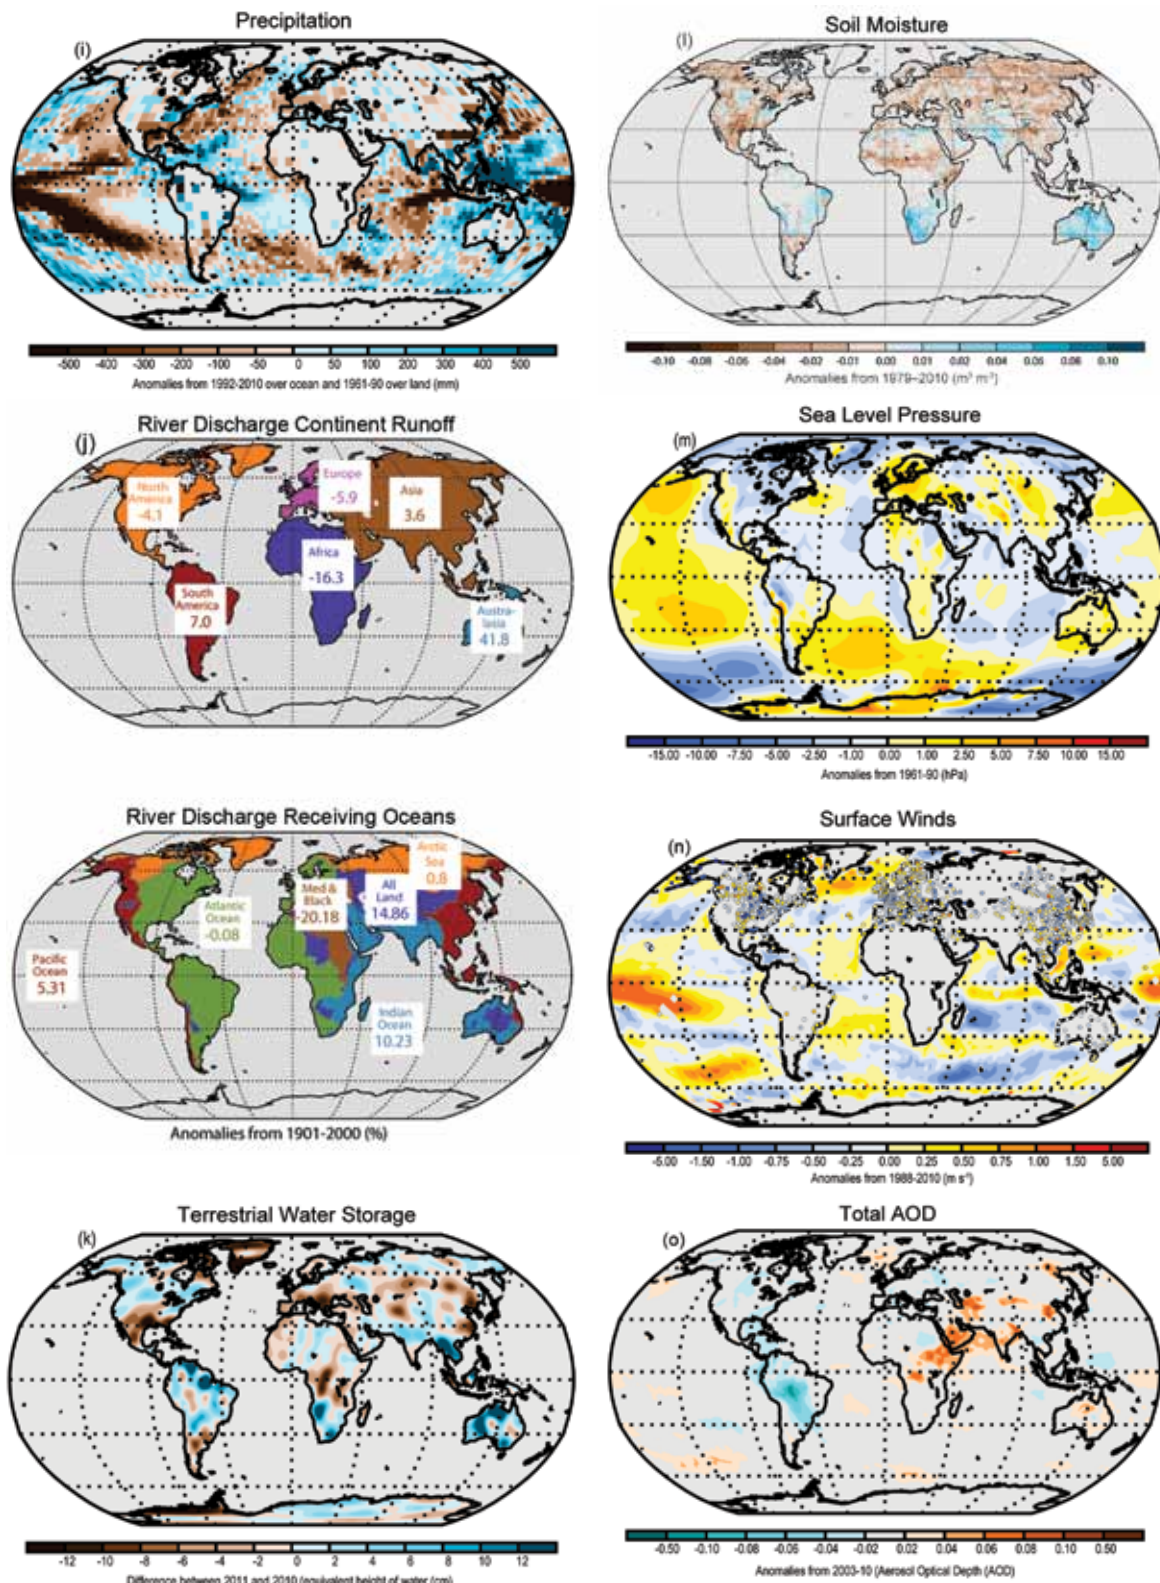 Precipitation
(i)
-500 -400 -300 -200 -100 -50 0 50 100 200 300 400 500
Anomalies from 1992-2010 over ocean and 1961-90 over land (mm)
Soil Moisture
(l)
-0.10 -0.08 -0.06 -0.04 -0.02 -0.01 0.00 0.01 0.02 0.04 0.06 0.08 0.10
Anomalies from 1979–2010 (m³ m⁻³)
River Discharge Continent Runoff
(j)
North
America
-4.1
Europe
-5.9
Asia
3.6
Africa
-16.3
South
America
7.0
Austra-
lasia
41.8
Sea Level Pressure
(m)
-15.00 -10.00 -7.50 -5.00 -2.50 -1.00 0.00 1.00 2.50 5.00 7.50 10.00 15.00
Anomalies from 1961-90 (hPa)
River Discharge Receiving Oceans
Arctic
Sea
0.8
Med &
Black
-20.18
All
Land
14.86
Atlantic
Ocean
-0.08
Pacific
Ocean
5.31
Indian
Ocean
10.23
Anomalies from 1901-2000 (%)
Surface Winds
(n)
-5.00 -1.50 -1.00 -0.75 -0.50 -0.25 0.00 0.25 0.50 0.75 1.00 1.50 5.00
Anomalies from 1988-2010 (m s⁻¹)
Terrestrial Water Storage
(k)
-12 -10 -8 -6 -4 -2 0 2 4 6 8 10 12
Difference between 2011 and 2010 (equivalent height of water (cm)
Total AOD
(o)
-0.50 -0.10 -0.08 -0.06 -0.04 -0.02 0.00 0.02 0.04 0.06 0.08 0.10 0.50
Anomalies from 2003-10 (Aerosol Optical Depth (AOD)